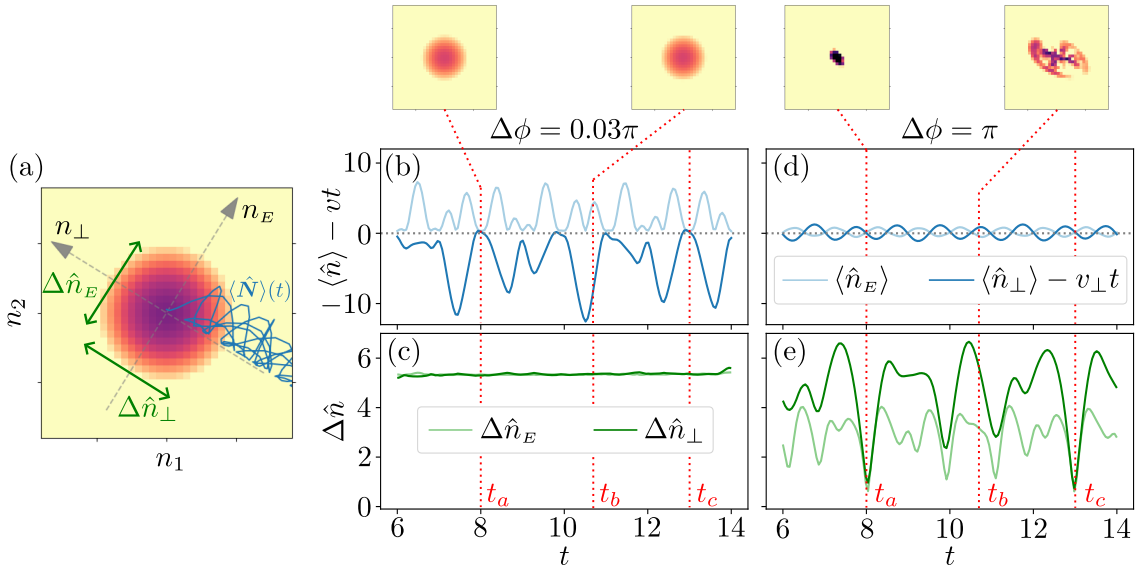 (a)
n_E
n_⊥
Δn̂_E
⟨N̂⟩(t)
Δn̂_⊥
n_2
n_1
Δϕ = 0.03π
(b)
10
0
−10
⟨n̂⟩ − vt
(c)
6
4
2
0
Δn̂
Δn̂_E
Δn̂_⊥
t_a
t_b
t_c
6
8
10
12
14
t
Δϕ = π
(d)
⟨n̂_E⟩
⟨n̂_⊥⟩ − v_⊥t
(e)
t_a
t_b
t_c
6
8
10
12
14
t